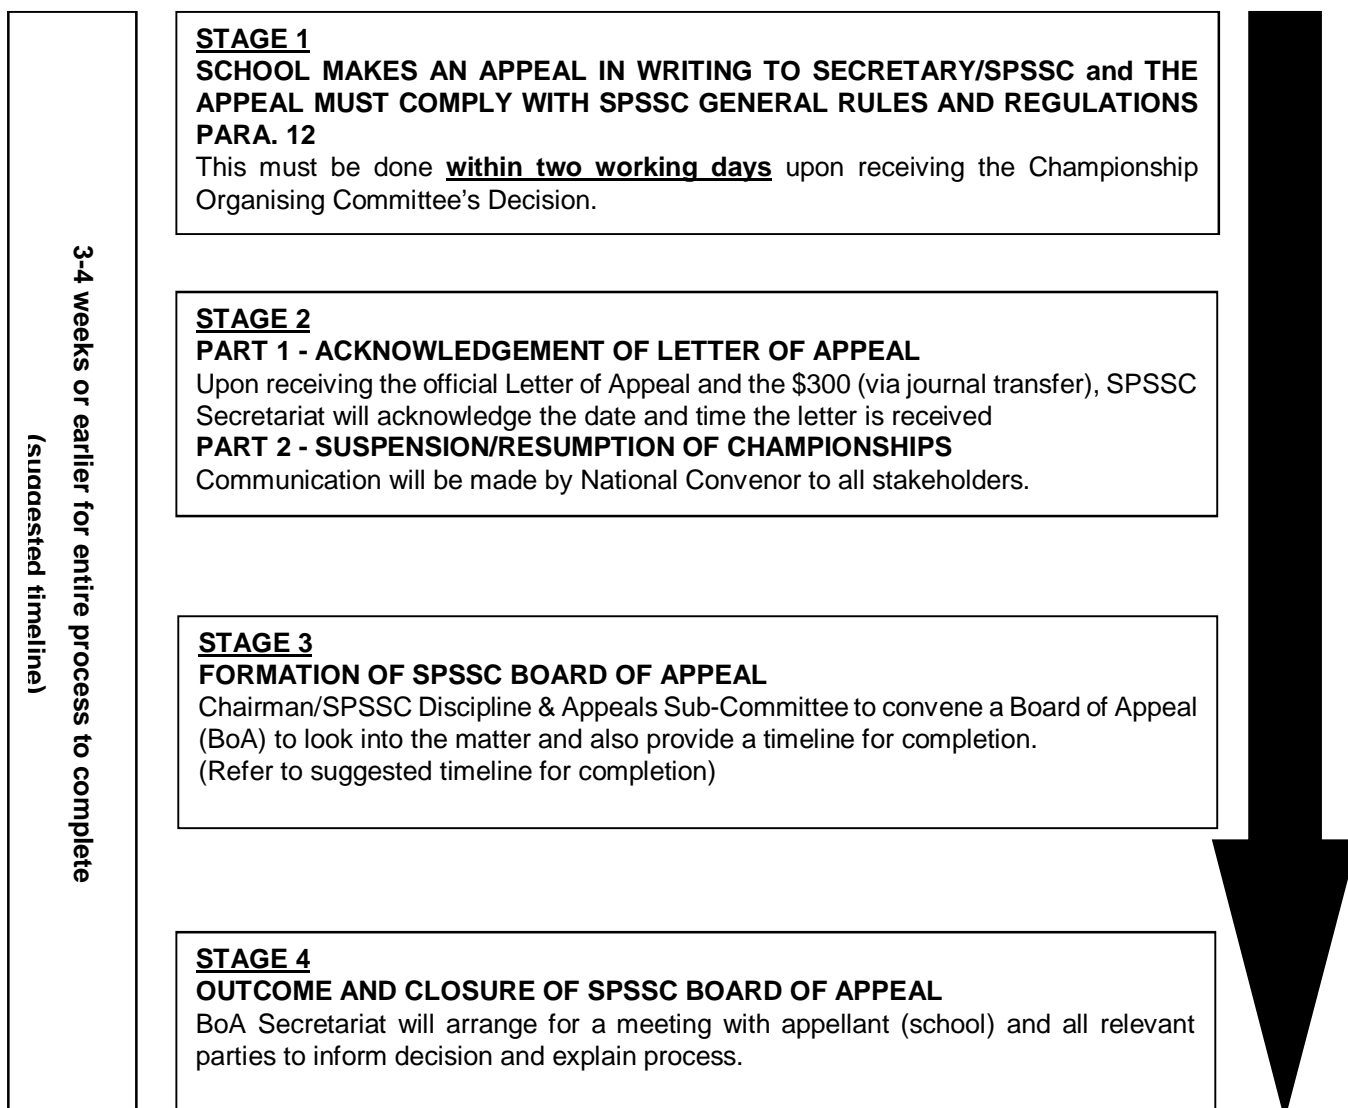 3-4 weeks or earlier for entire process to complete
(suggested timeline)
STAGE 1
SCHOOL MAKES AN APPEAL IN WRITING TO SECRETARY/SPSSC and THE
APPEAL MUST COMPLY WITH SPSSC GENERAL RULES AND REGULATIONS
PARA. 12
This must be done within two working days upon receiving the Championship
Organising Committee’s Decision.
STAGE 2
PART 1 - ACKNOWLEDGEMENT OF LETTER OF APPEAL
Upon receiving the official Letter of Appeal and the $300 (via journal transfer), SPSSC
Secretariat will acknowledge the date and time the letter is received
PART 2 - SUSPENSION/RESUMPTION OF CHAMPIONSHIPS
Communication will be made by National Convenor to all stakeholders.
STAGE 3
FORMATION OF SPSSC BOARD OF APPEAL
Chairman/SPSSC Discipline & Appeals Sub-Committee to convene a Board of Appeal
(BoA) to look into the matter and also provide a timeline for completion.
(Refer to suggested timeline for completion)
STAGE 4
OUTCOME AND CLOSURE OF SPSSC BOARD OF APPEAL
BoA Secretariat will arrange for a meeting with appellant (school) and all relevant
parties to inform decision and explain process.